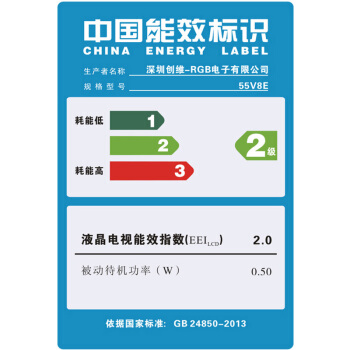 中国能效标识
CHINA ENERGY LABEL
生产者名称 深圳创维-RGB电子有限公司
规格型号 55V8E
耗能低 1
2 2级
耗能高 3
液晶电视能效指数(EEILCD) 2.0
被动待机功率(W) 0.50
依据国家标准: GB 24850-2013